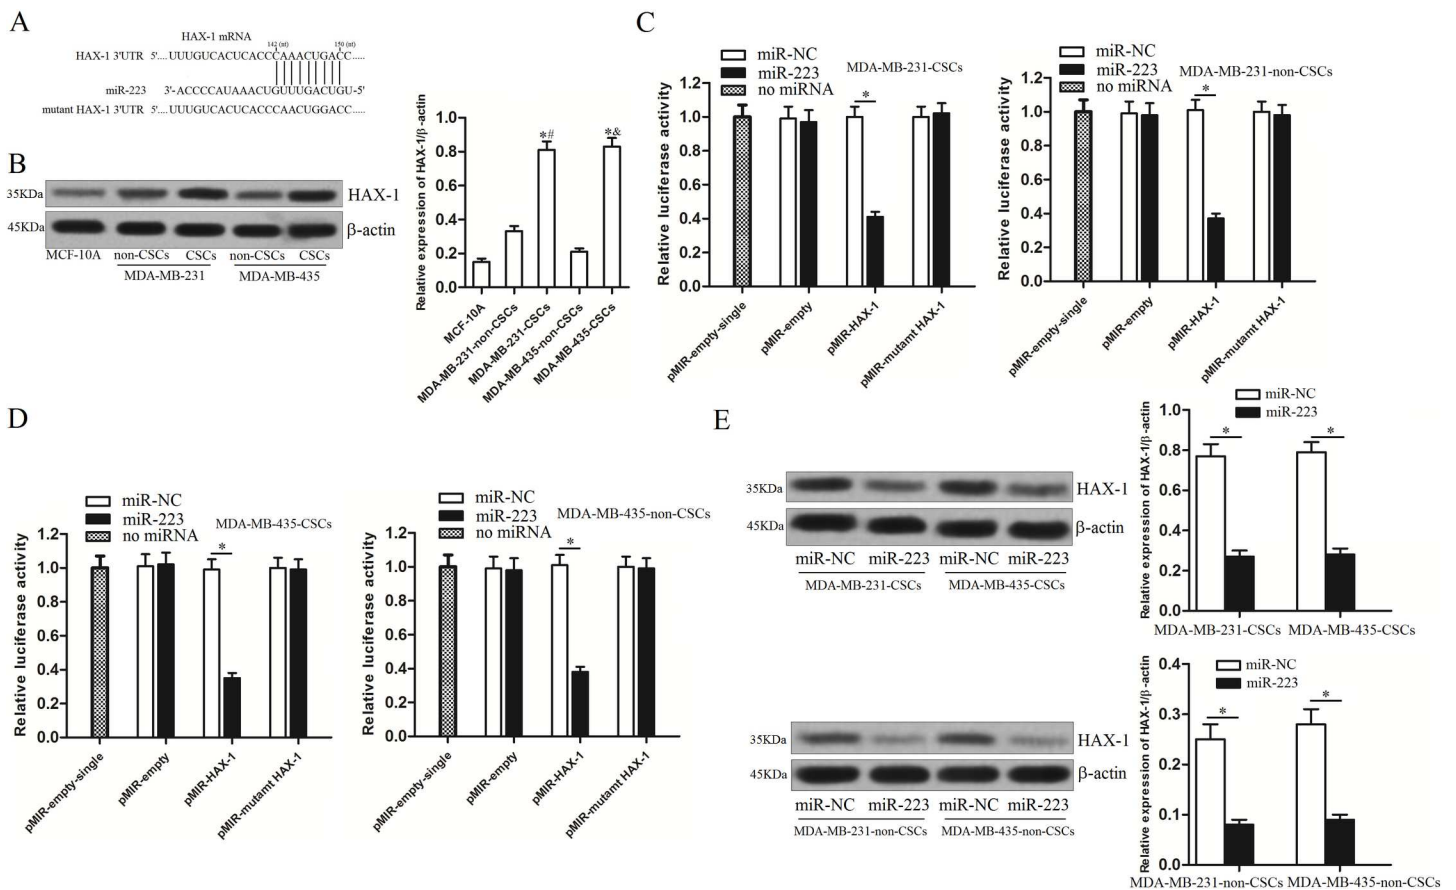 A
HAX-1 mRNA
142 (nt) 150 (nt)
HAX-1 3'UTR 5'....UUUGUCACUCACCCAAACUGACC.....
miR-223 3'-ACCCCAUAAACUGUUUGACUGU-5'
mutant HAX-1 3'UTR 5'....UUUGUCACUCACCCAACUGGACC.....
B
35KDa HAX-1
45KDa β-actin
MCF-10A non-CSCs CSCs non-CSCs CSCs
MDA-MB-231 MDA-MB-435
Relative expression of HAX-1/β-actin
1.0
0.8
0.6
0.4
0.2
0.0
*# *&
MCF-10A
MDA-MB-231-non-CSCs
MDA-MB-231-CSCs
MDA-MB-435-non-CSCs
MDA-MB-435-CSCs
C
miR-NC
miR-223
no miRNA
MDA-MB-231-CSCs
Relative luciferase activity
1.2
1.0
0.8
0.6
0.4
0.2
0.0
*
pMIR-empty-single
pMIR-empty
pMIR-HAX-1
pMIR-mutant HAX-1
miR-NC
miR-223
no miRNA
MDA-MB-231-non-CSCs
Relative luciferase activity
1.2
1.0
0.8
0.6
0.4
0.2
0.0
*
pMIR-empty-single
pMIR-empty
pMIR-HAX-1
pMIR-mutant HAX-1
D
miR-NC
miR-223
no miRNA
MDA-MB-435-CSCs
Relative luciferase activity
1.2
1.0
0.8
0.6
0.4
0.2
0.0
*
pMIR-empty-single
pMIR-empty
pMIR-HAX-1
pMIR-mutant HAX-1
miR-NC
miR-223
no miRNA
MDA-MB-435-non-CSCs
Relative luciferase activity
1.2
1.0
0.8
0.6
0.4
0.2
0.0
*
pMIR-empty-single
pMIR-empty
pMIR-HAX-1
pMIR-mutant HAX-1
E
35KDa HAX-1
45KDa β-actin
miR-NC miR-223 miR-NC miR-223
MDA-MB-231-CSCs MDA-MB-435-CSCs
miR-NC
miR-223
Relative expression of HAX-1/β-actin
1.0
0.8
0.6
0.4
0.2
0.0
* *
MDA-MB-231-CSCs MDA-MB-435-CSCs
35KDa HAX-1
45KDa β-actin
miR-NC miR-223 miR-NC miR-223
MDA-MB-231-non-CSCs MDA-MB-435-non-CSCs
miR-NC
miR-223
Relative expression of HAX-1/β-actin
0.4
0.3
0.2
0.1
0.0
* *
MDA-MB-231-non-CSCs MDA-MB-435-non-CSCs